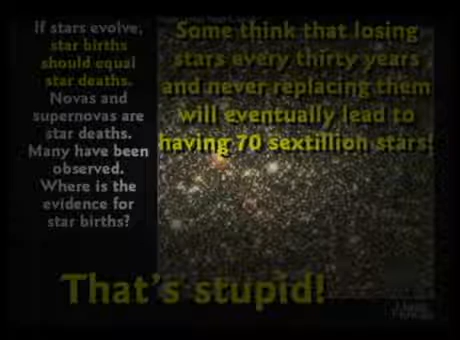 If stars evolve,
star births
should equal
star deaths.
Novas and
supernovas are
star deaths.
Many have been
observed.
Where is the
evidence for
star births?
Some think that losing
stars every thirty years
and never replacing them
will eventually lead to
having 70 sextillion stars!
That's stupid!